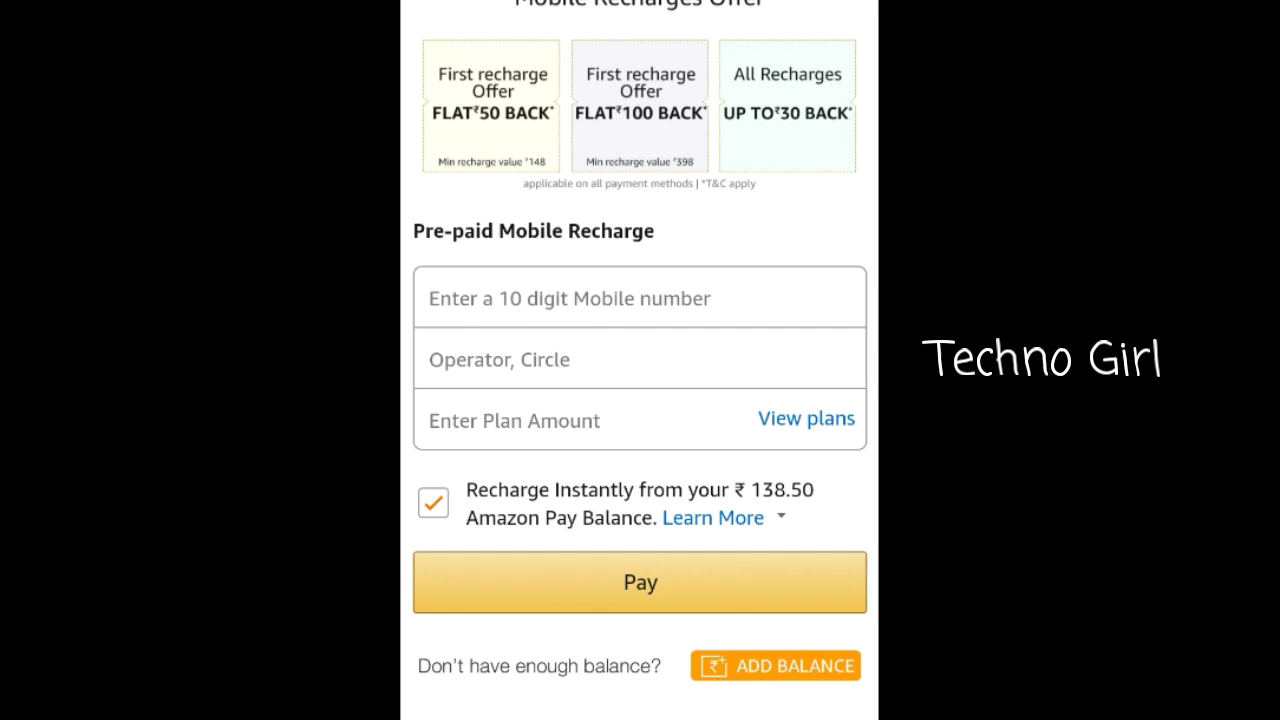 Mobile Recharges Offer
First recharge
Offer
FLAT₹50 BACK*
Min recharge value ₹148
First recharge
Offer
FLAT₹100 BACK*
Min recharge value ₹398
All Recharges
UP TO₹30 BACK*
applicable on all payment methods | *T&C apply
Pre-paid Mobile Recharge
Enter a 10 digit Mobile number
Operator, Circle
Enter Plan Amount
View plans
Recharge Instantly from your ₹ 138.50
Amazon Pay Balance. Learn More
Pay
Don't have enough balance?
ADD BALANCE
Techno Girl